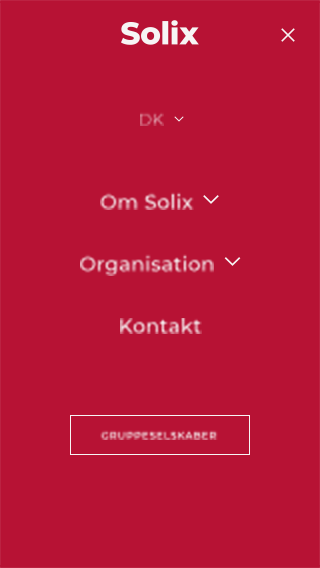 Solix
DK
Om Solix
Organisation
Kontakt
GRUPPESELSKABER